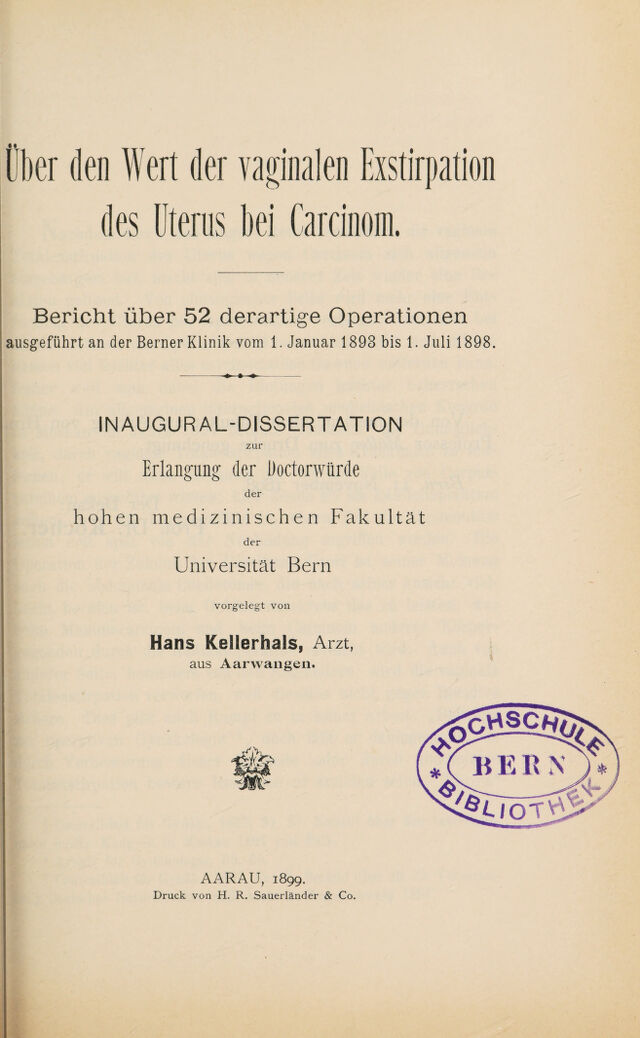 Über den Wert der vaginalen Exstirpation
des Uterus bei Carcinom.
Bericht über 52 derartige Operationen
ausgeführt an der Berner Klinik vom 1. Januar 1893 bis 1. Juli 1898.
INAUGURAL-DISSERTATION
zur
Erlangung der Doctorwürde
der
hohen medizinischen Fakultät
der
Universität Bern
vorgelegt von
Hans Kellerhals, Arzt,
aus Aarwangen.
HOCHSCHULE
* BERN *
BIBLIOTHEK
AARAU, 1899.
Druck von H. R. Sauerländer & Co.